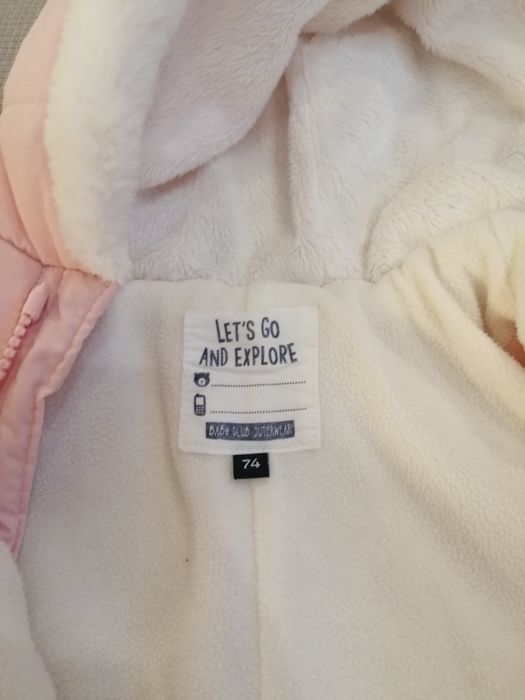 LET'S GO
AND EXPLORE
BABY CLUB OUTERWEAR
74